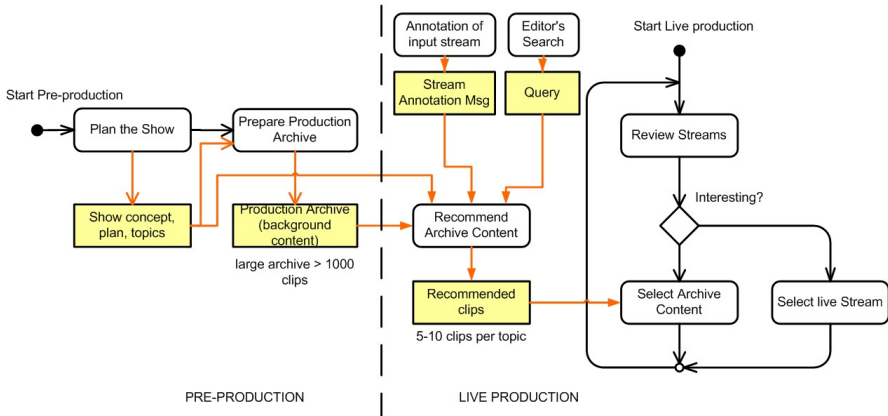 Start Pre-production
Plan the Show
Prepare Production
Archive
Show concept,
plan, topics
Production Archive
(background
content)
large archive > 1000
clips
Annotation of
input stream
Editor's
Search
Stream
Annotation Msg
Query
Recommend
Archive Content
Recommended
clips
5-10 clips per topic
Start Live production
Review Streams
Interesting?
Select Archive
Content
Select live Stream
PRE-PRODUCTION
LIVE PRODUCTION